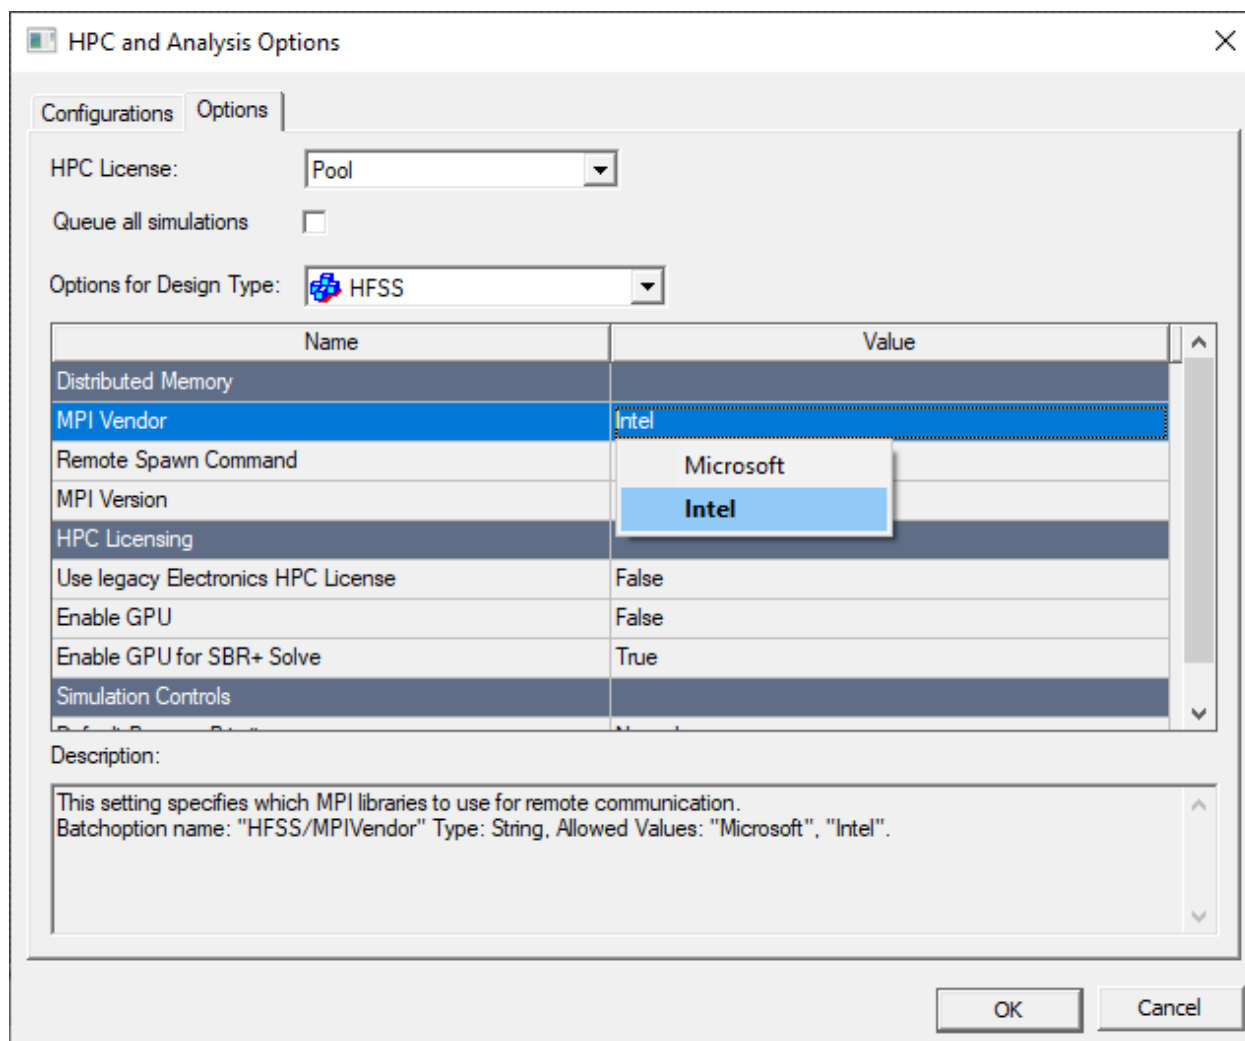 HPC and Analysis Options
Configurations Options
HPC License: Pool
Queue all simulations
Options for Design Type: HFSS
Name Value
Distributed Memory
MPI Vendor Intel
Remote Spawn Command Microsoft
MPI Version Intel
HPC Licensing
Use legacy Electronics HPC License False
Enable GPU False
Enable GPU for SBR+ Solve True
Simulation Controls
Description:
This setting specifies which MPI libraries to use for remote communication.
Batchoption name: "HFSS/MPIVendor" Type: String, Allowed Values: "Microsoft", "Intel".
OK Cancel